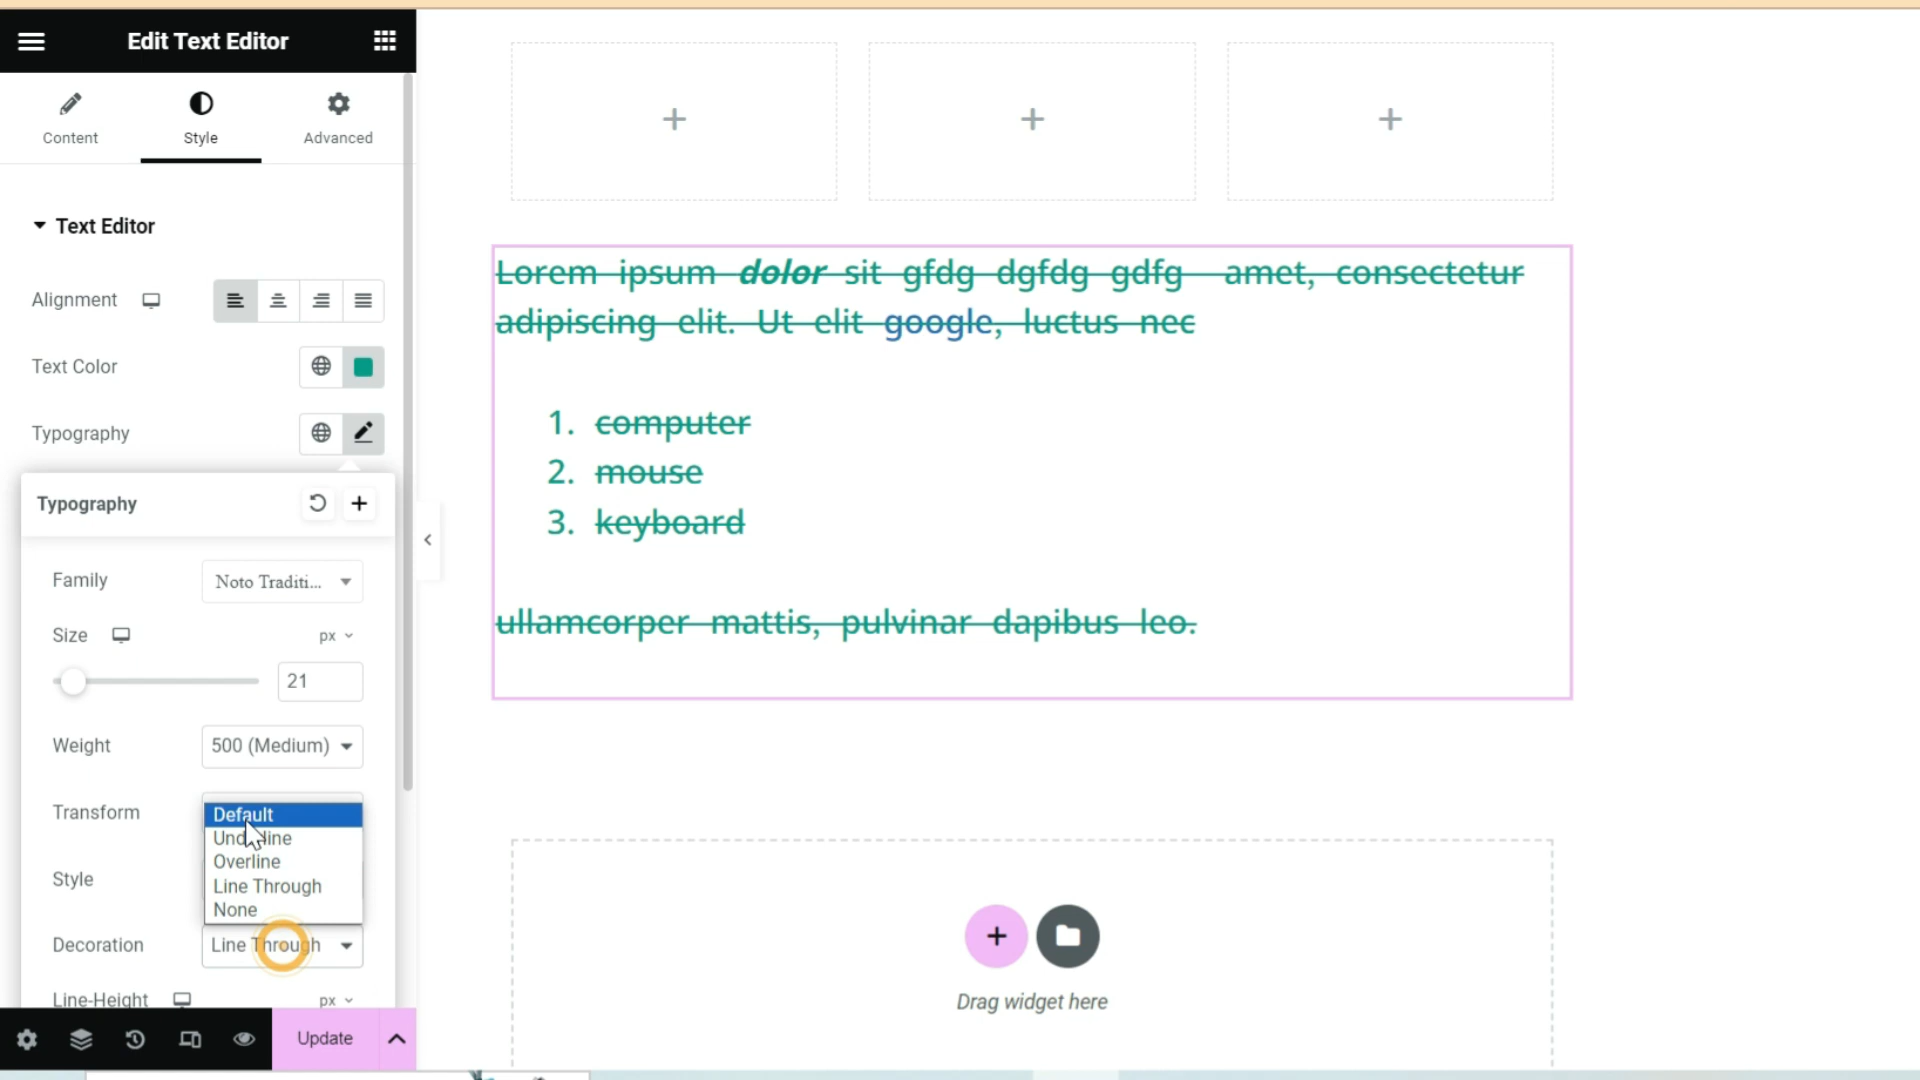 Edit Text Editor
Content
Style
Advanced
Text Editor
Alignment
Text Color
Typography
Typography
Family
Noto Traditi...
Size
px
21
Weight
500 (Medium)
Transform
Default
Overline
Style
Line Through
None
Decoration
Line Through
Line-Height
px
Update
Lorem ipsum dolor sit gfdg dgfdg gdfg amet, consectetur
adipiscing elit. Ut elit google, luctus nec
1. computer
2. mouse
3. keyboard
ullamcorper mattis, pulvinar dapibus leo.
Drag widget here